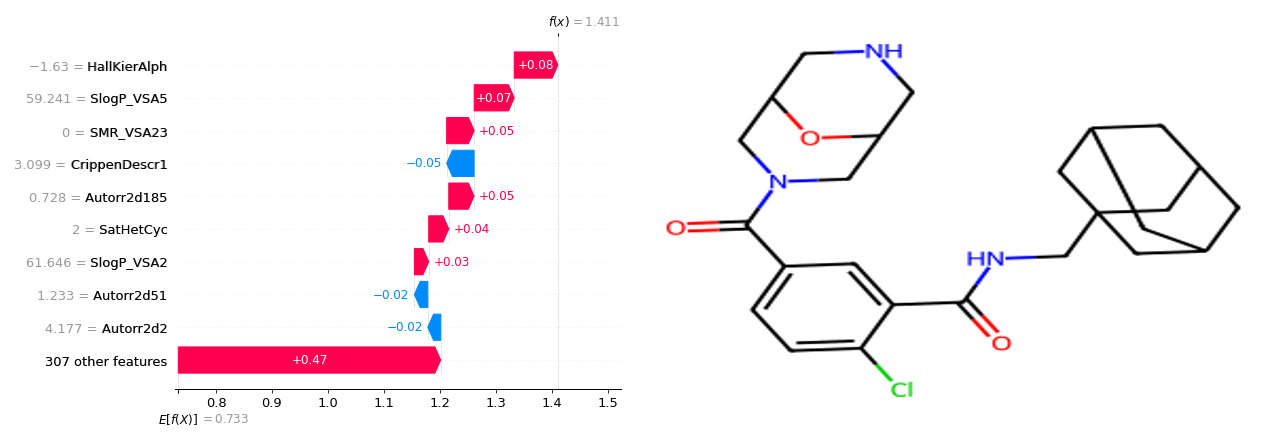 f(x) = 1.411
−1.63 = HallKierAlph +0.08
59.241 = SlogP_VSA5 +0.07
0 = SMR_VSA23 +0.05
3.099 = CrippenDescr1 −0.05
0.728 = Autorr2d185 +0.05
2 = SatHetCyc +0.04
61.646 = SlogP_VSA2 +0.03
1.233 = Autorr2d51 −0.02
4.177 = Autorr2d2 −0.02
307 other features +0.47
0.8 0.9 1.0 1.1 1.2 1.3 1.4 1.5
E[f(X)] = 0.733
NH
O
N
O
HN
O
Cl